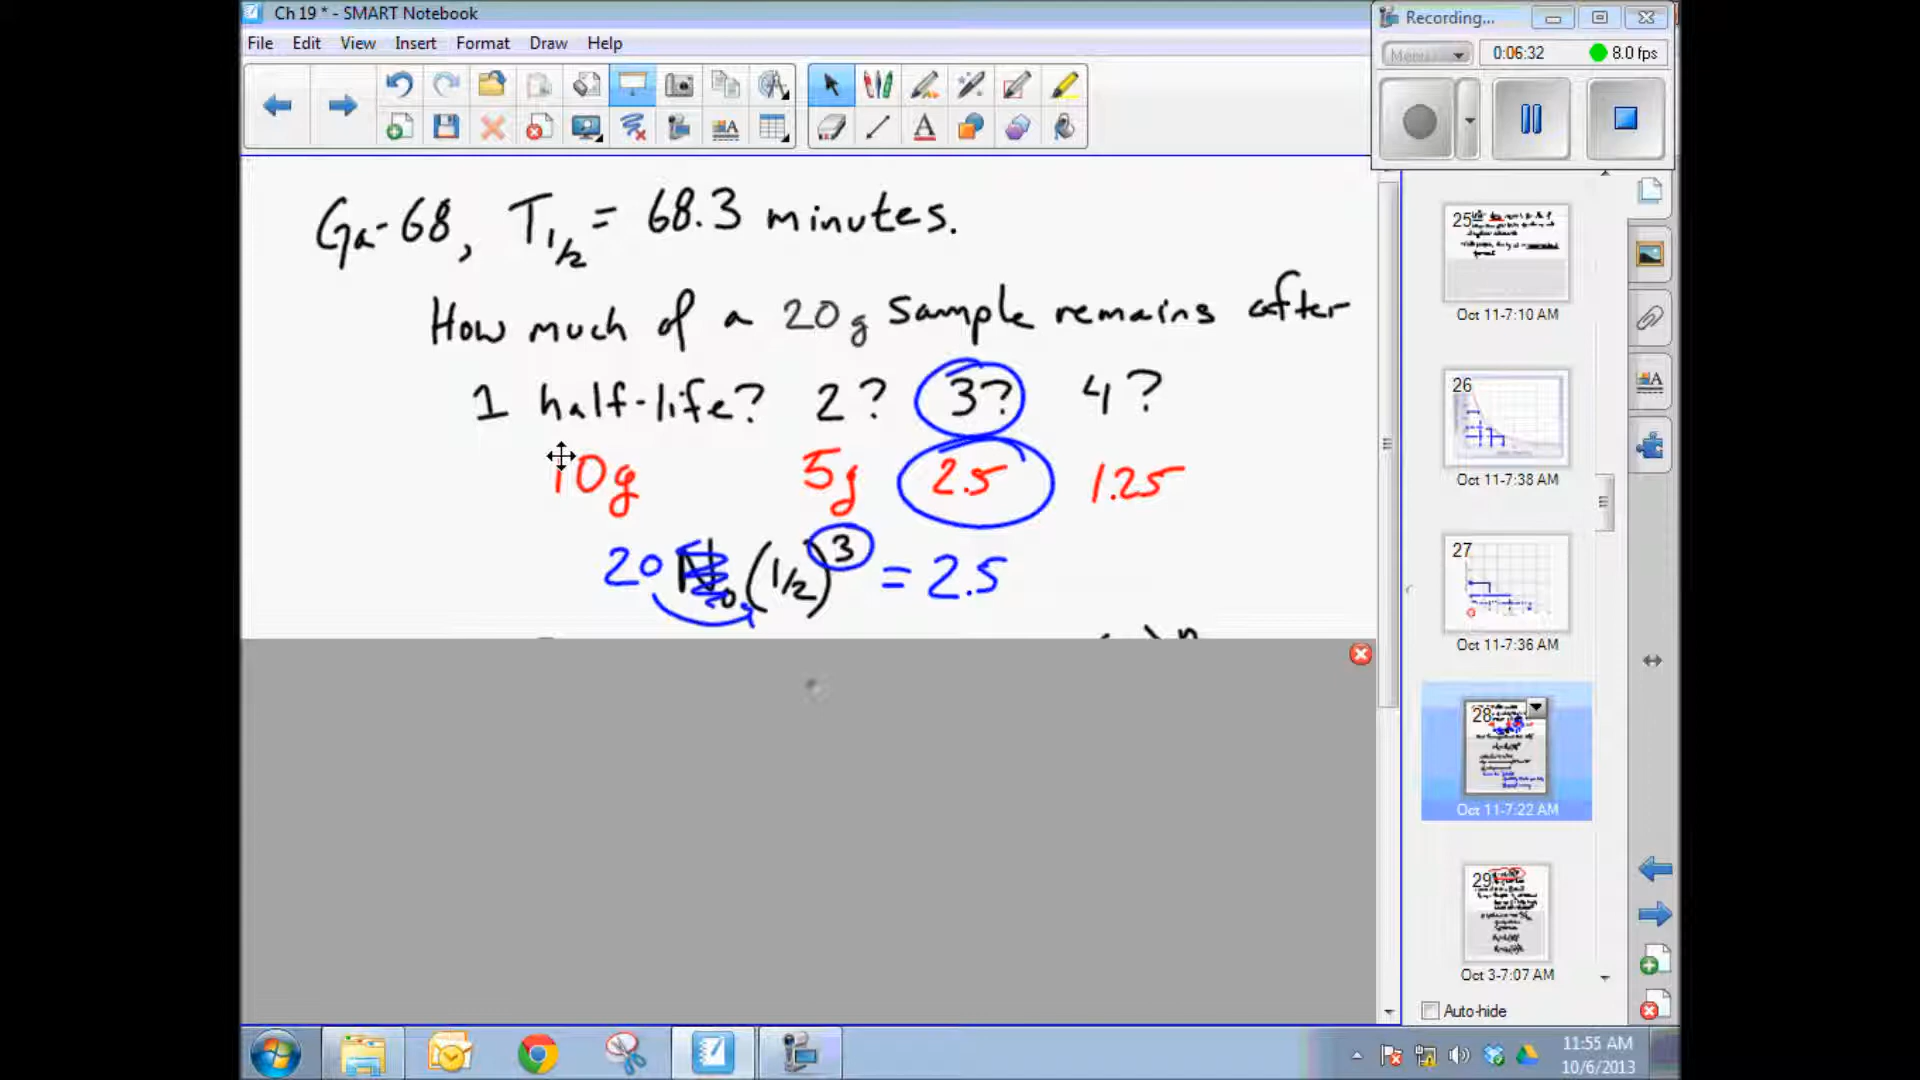 Ch 19 * - SMART Notebook
File Edit View Insert Format Draw Help
Recording...
Menu
0:06:32 8.0 fps
Ga-68, T1/2 = 68.3 minutes.
How much of a 20g sample remains after
1 half-life? 2? 3? 4?
10g 5g 2.5 1.25
20 N0 (1/2)3 = 2.5
25
Oct 11-7:10 AM
26
Oct 11-7:38 AM
27
Oct 11-7:36 AM
28
Oct 11-7:22 AM
29
Oct 3-7:07 AM
Auto-hide
11:55 AM
10/6/2013